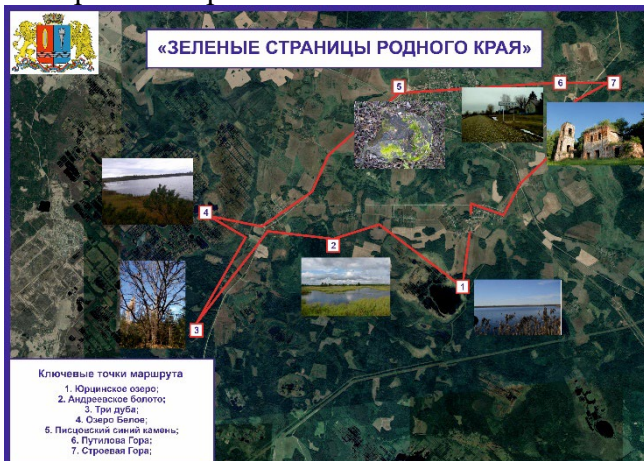 «ЗЕЛЕНЫЕ СТРАНИЦЫ РОДНОГО КРАЯ»
5
6
7
4
2
1
3
Ключевые точки маршрута
1. Юрцинское озеро;
2. Андреевское болото;
3. Три дуба;
4. Озеро Белое;
5. Писцовский синий камень;
6. Путилова Гора;
7. Строевая Гора;